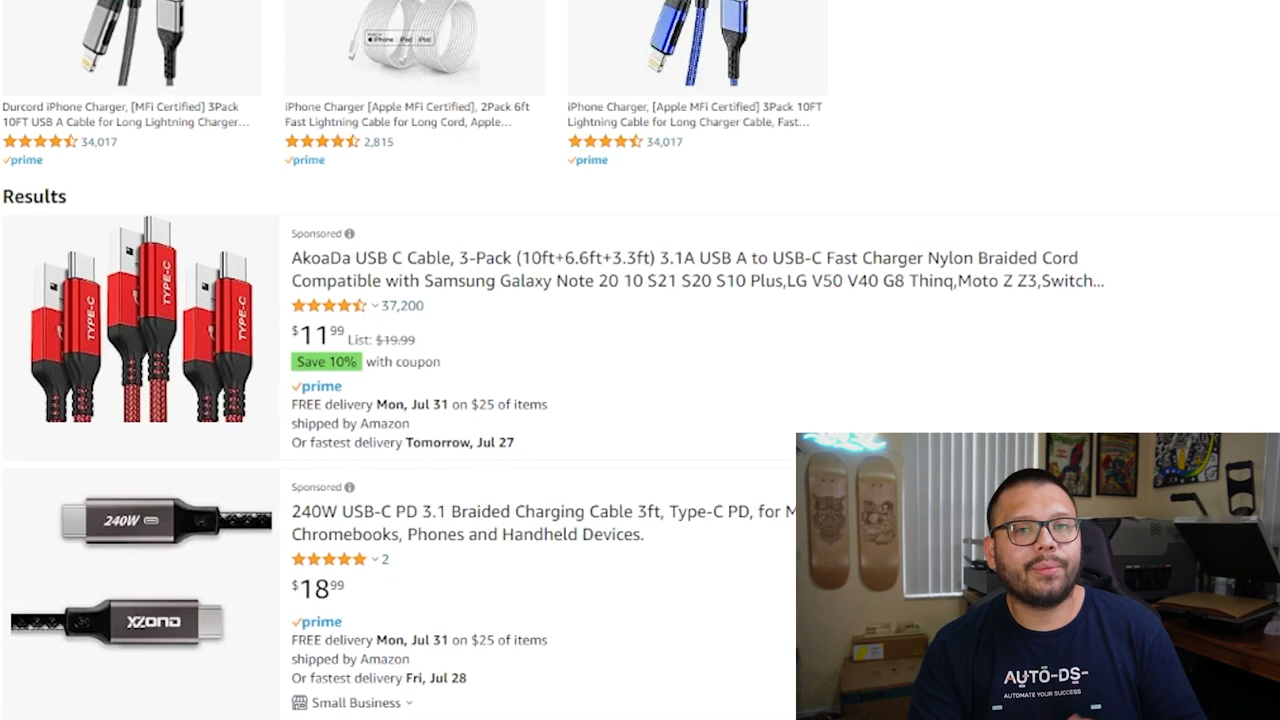 Durcord iPhone Charger, [MFi Certified] 3Pack
10FT USB A Cable for Long Lightning Charger...
34,017
prime
iPhone Charger [Apple MFi Certified], 2Pack 6ft
Fast Lightning Cable for Long Cord, Apple...
2,815
prime
iPhone Charger, [Apple MFi Certified] 3Pack 10FT
Lightning Cable for Long Charger Cable, Fast...
34,017
prime
Results
TYPE-C
TYPE-C
TYPE-C
Sponsored
AkoaDa USB C Cable, 3-Pack (10ft+6.6ft+3.3ft) 3.1A USB A to USB-C Fast Charger Nylon Braided Cord
Compatible with Samsung Galaxy Note 20 10 S21 S20 S10 Plus,LG V50 V40 G8 Thinq,Moto Z Z3,Switch...
37,200
$11.99 List: $19.99
Save 10% with coupon
prime
FREE delivery Mon, Jul 31 on $25 of items
shipped by Amazon
Or fastest delivery Tomorrow, Jul 27
240W
XZOND
Sponsored
240W USB-C PD 3.1 Braided Charging Cable 3ft, Type-C PD, for M
Chromebooks, Phones and Handheld Devices.
2
$18.99
prime
FREE delivery Mon, Jul 31 on $25 of items
shipped by Amazon
Or fastest delivery Fri, Jul 28
Small Business
AUTO-DS-
AUTOMATE YOUR SUCCESS